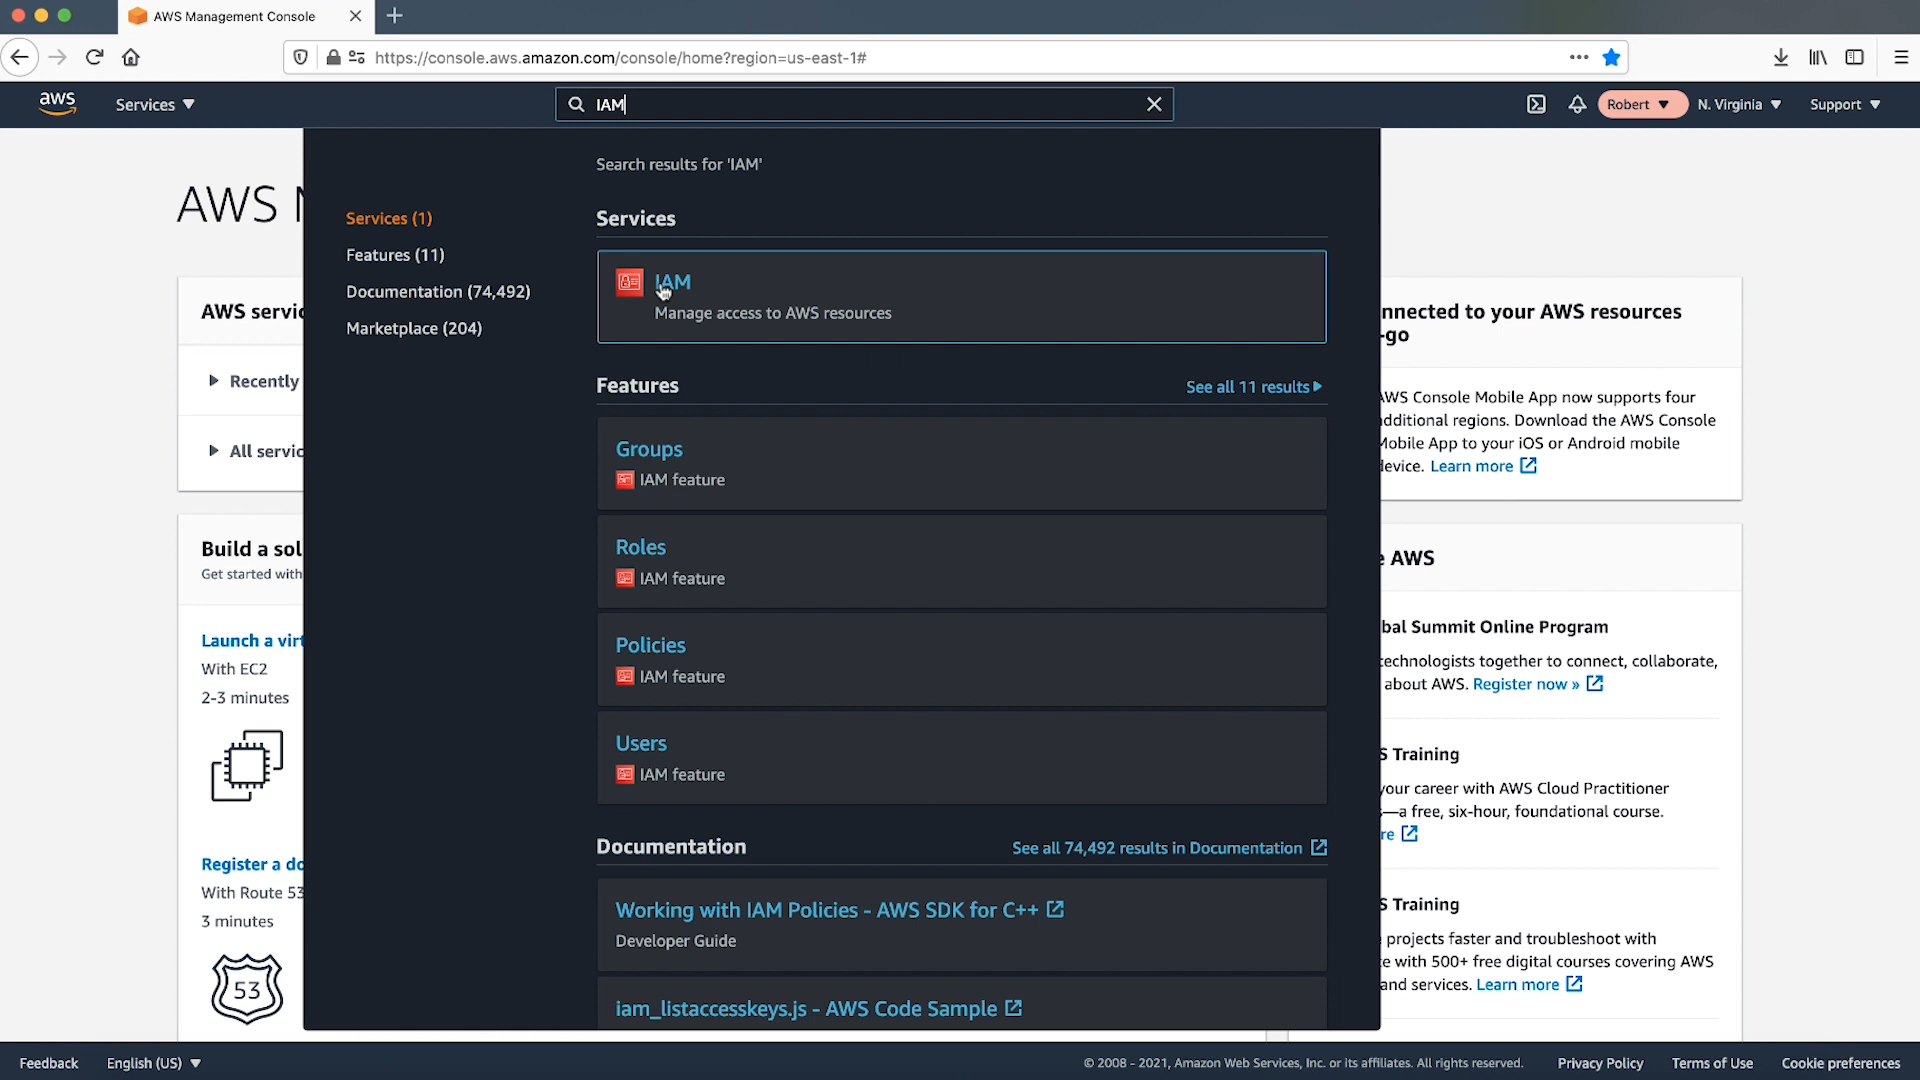 AWS Management Console
https://console.aws.amazon.com/console/home?region=us-east-1#
aws
Services
IAM
Robert
N. Virginia
Support
Search results for 'IAM'
AWS M
Services (1)
Features (11)
Documentation (74,492)
Marketplace (204)
Services
IAM
Manage access to AWS resources
Features
See all 11 results
Groups
IAM feature
Roles
IAM feature
Policies
IAM feature
Users
IAM feature
Documentation
See all 74,492 results in Documentation
Working with IAM Policies - AWS SDK for C++
Developer Guide
iam_listaccesskeys.js - AWS Code Sample
AWS servic
Recently
All servic
Build a sol
Get started with
Launch a virt
With EC2
2-3 minutes
Register a do
With Route 53
3 minutes
53
nnected to your AWS resources
-go
AWS Console Mobile App now supports four
additional regions. Download the AWS Console
Mobile App to your iOS or Android mobile
device. Learn more
e AWS
bal Summit Online Program
technologists together to connect, collaborate,
about AWS. Register now »
S Training
your career with AWS Cloud Practitioner
—a free, six-hour, foundational course.
re
S Training
projects faster and troubleshoot with
e with 500+ free digital courses covering AWS
and services. Learn more
Feedback
English (US)
© 2008 - 2021, Amazon Web Services, Inc. or its affiliates. All rights reserved.
Privacy Policy
Terms of Use
Cookie preferences